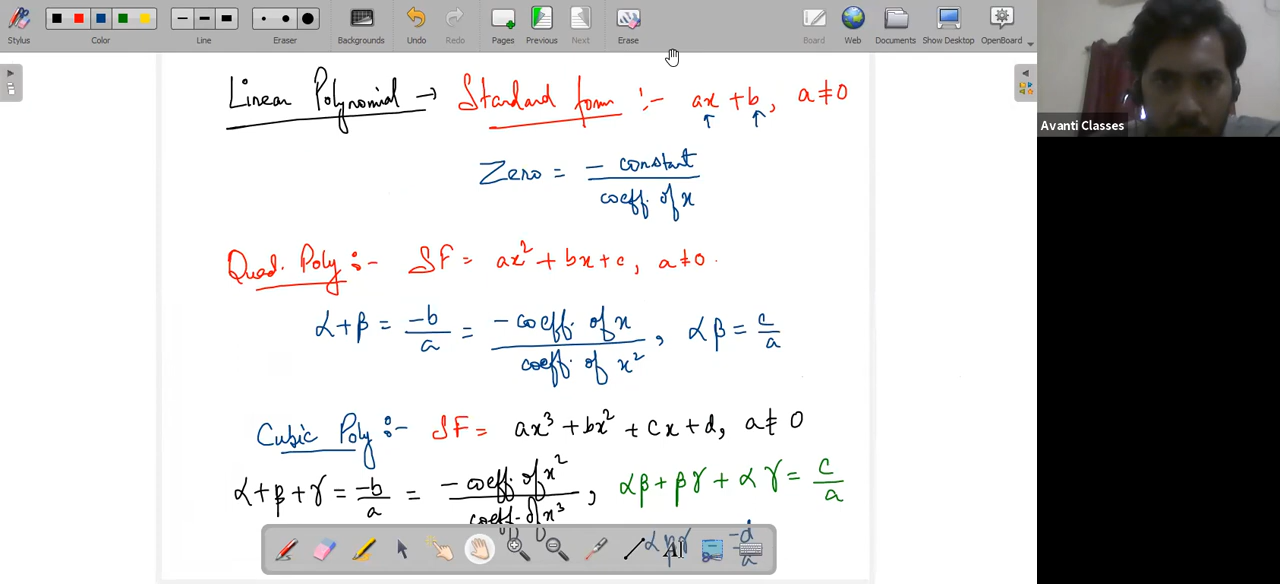 Stylus Color Line Eraser Backgrounds Undo Redo Pages Previous Next Erase Board Web Documents Show Desktop OpenBoard
Avanti Classes
Linear Polynomial → Standard form :- ax + b, a ≠ 0
Zero = - constant / coeff. of x
Quad. Poly :- SF = ax² + bx + c, a ≠ 0.
α + β = -b/a = - coeff. of x / coeff. of x² , αβ = c/a
Cubic Poly :- SF = ax³ + bx² + cx + d, a ≠ 0
α + β + γ = -b/a = - coeff. of x² / coeff. of x³ , αβ + βγ + αγ = c/a
αβγ -d/a